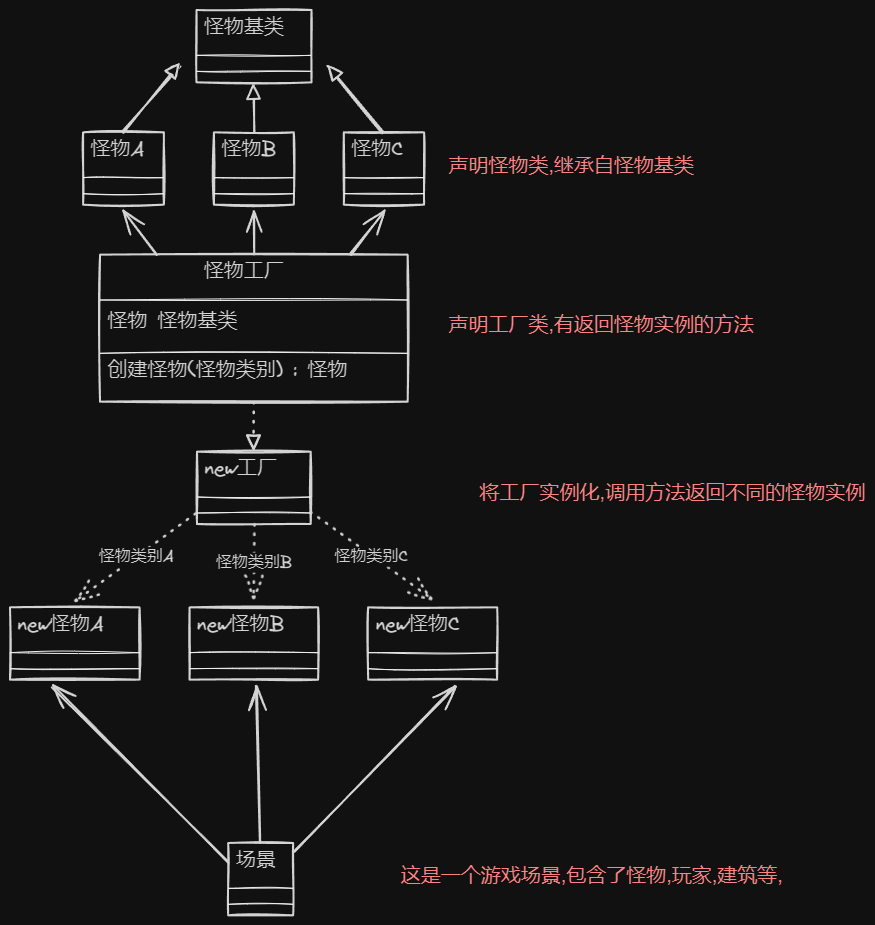 怪物基类
怪物A
怪物B
怪物C
声明怪物类,继承自怪物基类
怪物工厂
怪物 怪物基类
声明工厂类,有返回怪物实例的方法
创建怪物(怪物类别) : 怪物
new工厂
将工厂实例化,调用方法返回不同的怪物实例
怪物类别A
怪物类别B
怪物类别C
new怪物A
new怪物B
new怪物C
场景
这是一个游戏场景,包含了怪物,玩家,建筑等,